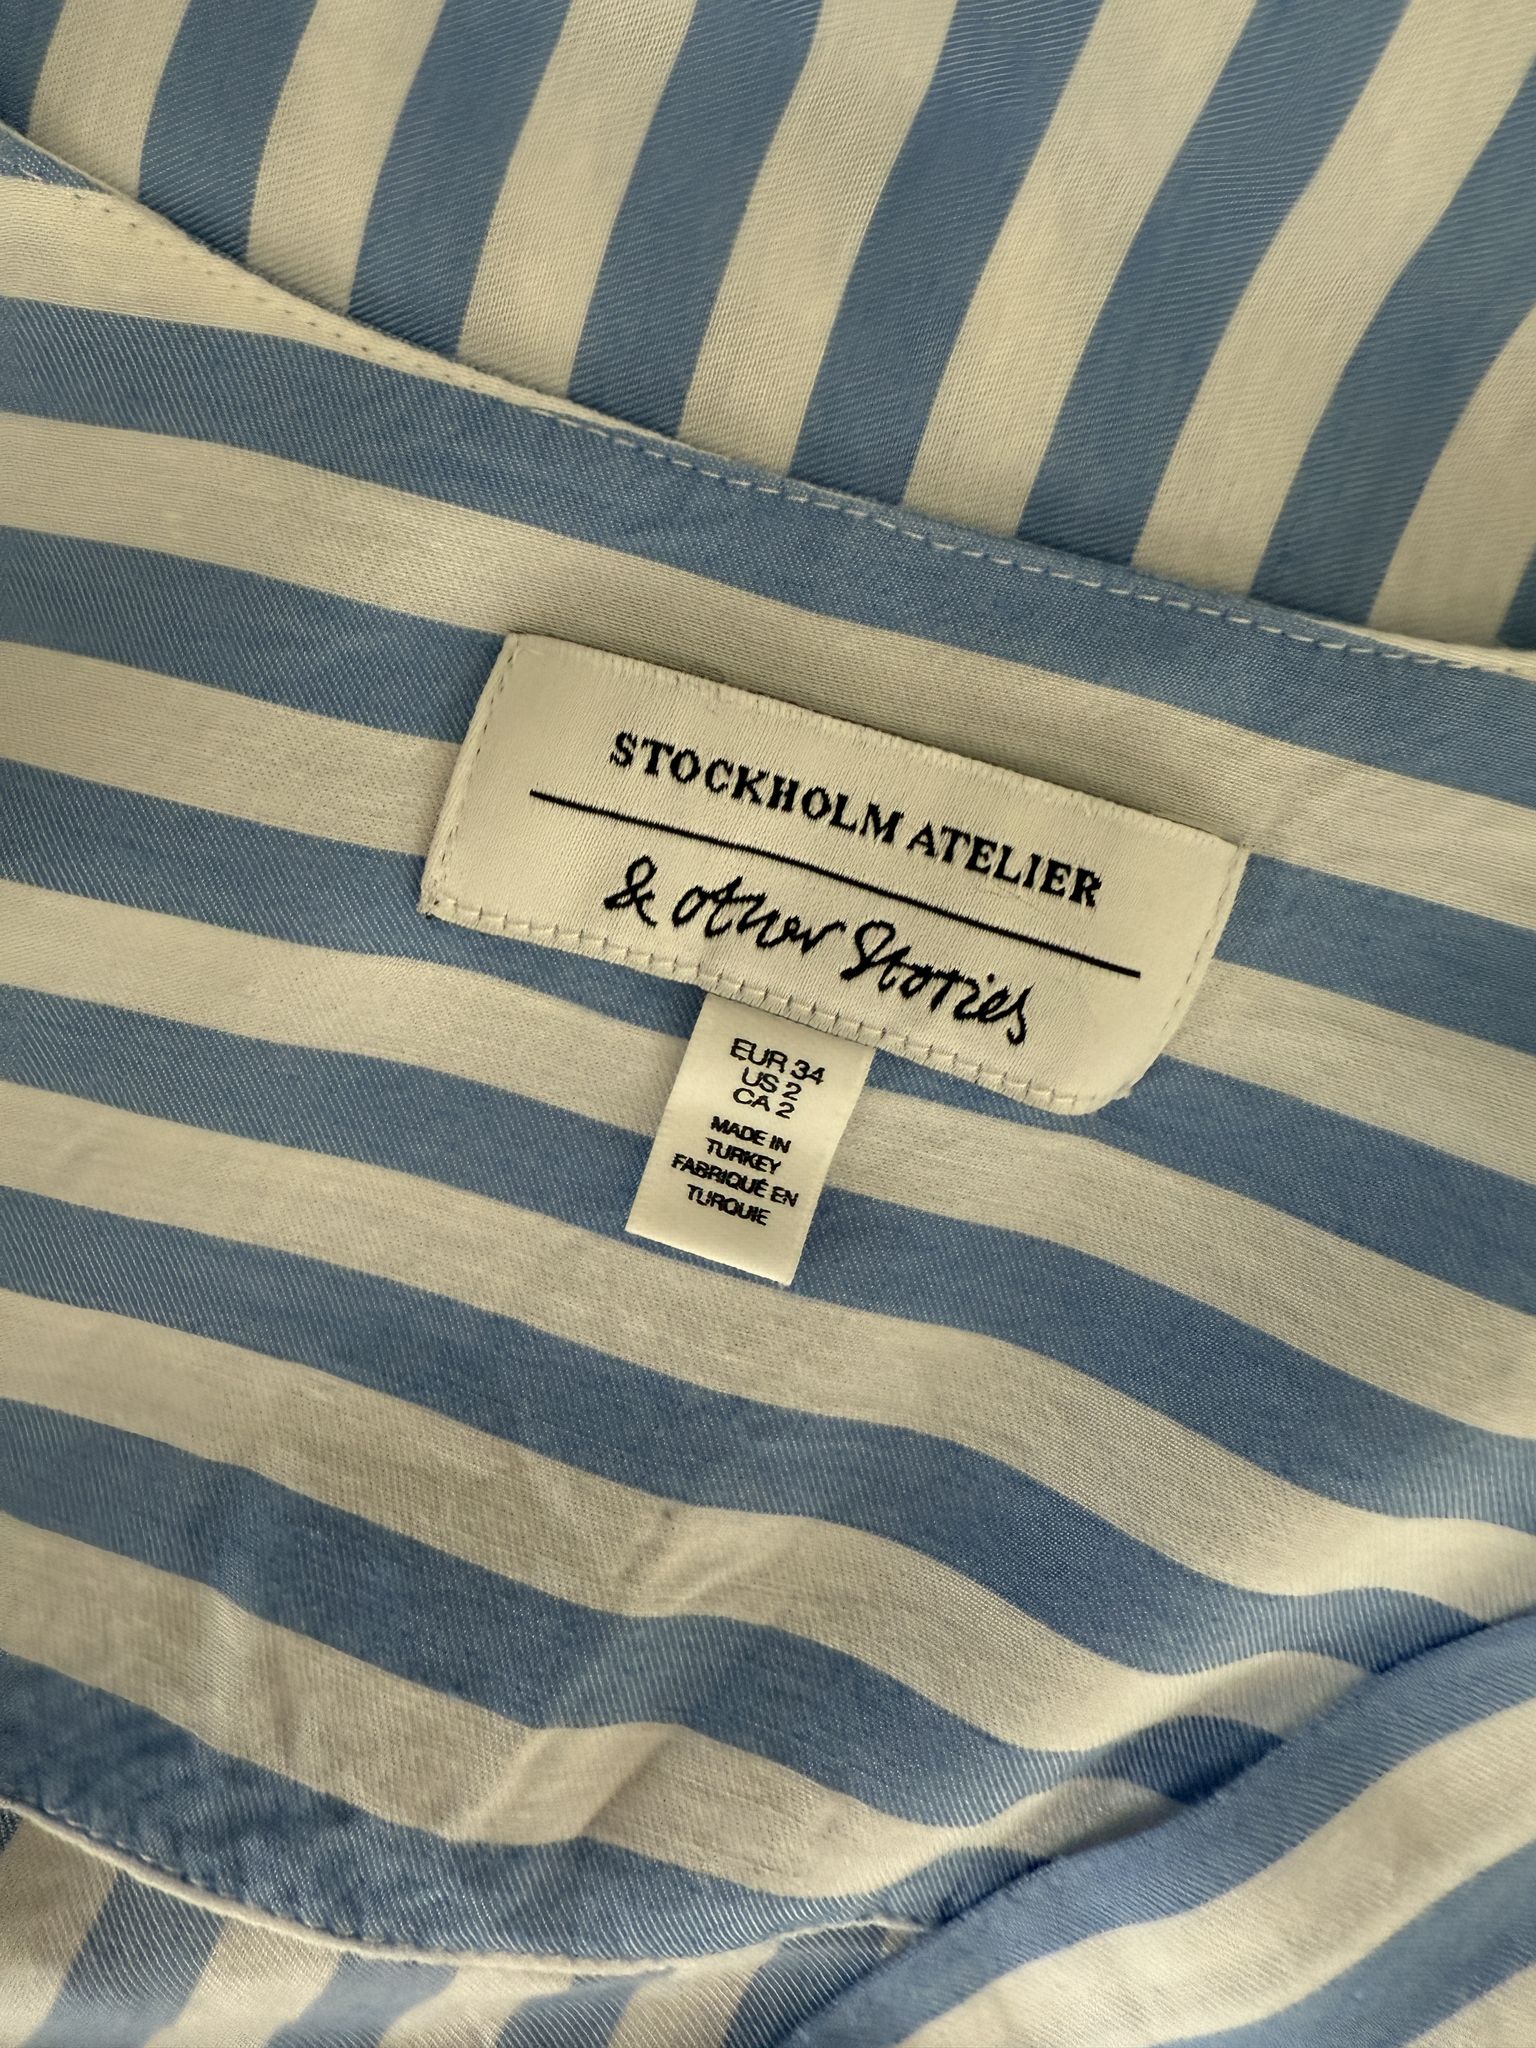 STOCKHOLM ATELIER
& other Stories
EUR 34
US 2
CA 2
MADE IN
TURKEY
FABRIQUÉ EN
TURQUIE